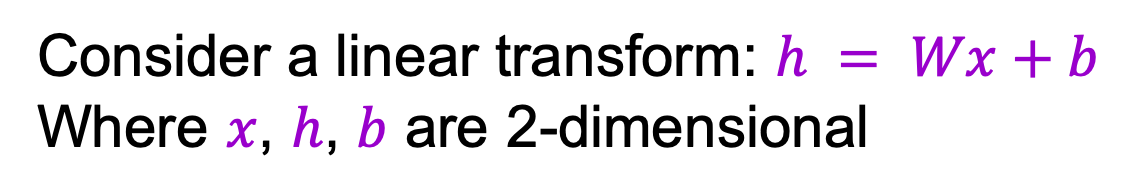 Consider a linear transform: h = Wx + b
Where x, h, b are 2-dimensional